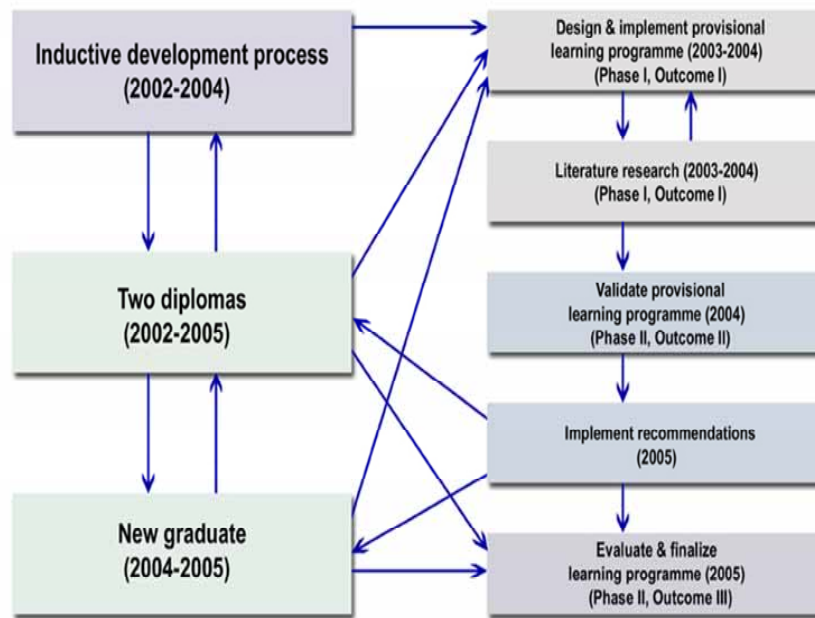 Inductive development process
(2002-2004)
Two diplomas
(2002-2005)
New graduate
(2004-2005)
Design & implement provisional
learning programme (2003-2004)
(Phase I, Outcome I)
Literature research (2003-2004)
(Phase I, Outcome I)
Validate provisional
learning programme (2004)
(Phase II, Outcome II)
Implement recommendations
(2005)
Evaluate & finalize
learning programme (2005)
(Phase II, Outcome III)